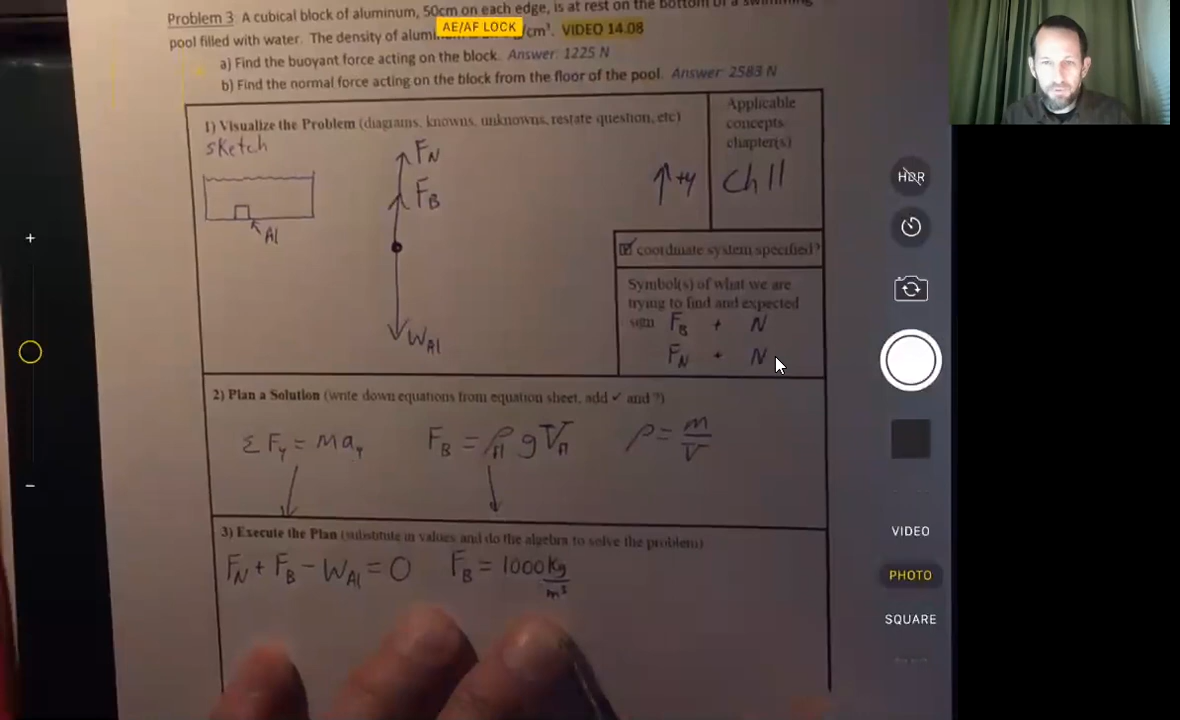 Problem 3 A cubical block of aluminum, 50cm on each edge, is at rest on the bottom of a swimming
pool filled with water. The density of /cm³. VIDEO 14.08
AE/AF LOCK
a) Find the buoyant force acting on the block. Answer: 1225 N
b) Find the normal force acting on the block from the floor of the pool. Answer 2583 N
1) Visualize the Problem (diagrams, knowns, unknowns, restate question, etc)
Applicable
concepts
chapter(s)
sketch
F_N
F_B
Al
W_Al
↑+y
Ch 11
coordinate system specified?
Symbol(s) of what we are
trying to find and expected
sign F_B + N
F_N + N
2) Plan a Solution (write down equations from equation sheet, add ✓ and ?)
ΣF_y = Ma_y F_B = ρ_fl g V_fl ρ = m/V
3) Execute the Plan (substitute in values and do the algebra to solve the problem)
F_N + F_B - W_Al = 0 F_B = 1000 kg/m³
HDR
+
-
VIDEO
PHOTO
SQUARE